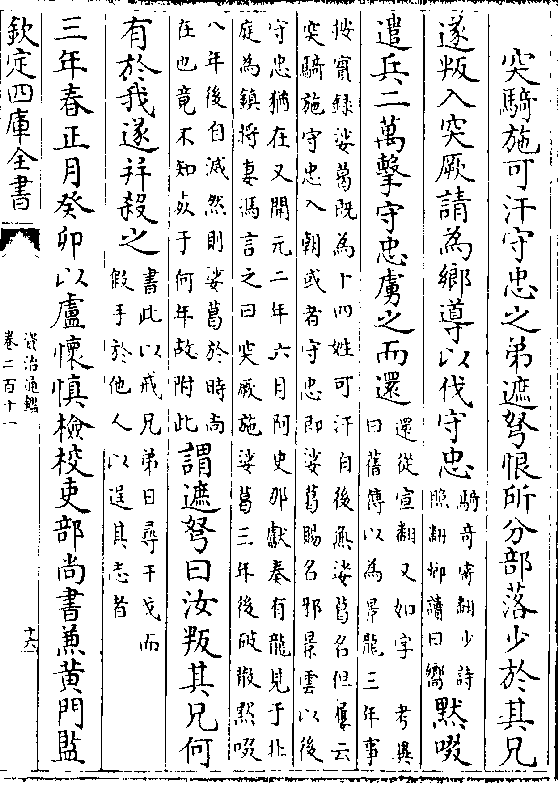 突騎施可汗守忠之弟遮弩恨所分部落少於其兄
遂叛入突厥請為鄉導以伐守忠
騎奇寄翻少詩
照翻鄉讀曰嚮
默啜
遣兵二萬擊守忠虜之而還
還從宣翻又如字　考異
曰舊傳以為景龍三年事
按實録娑葛既為十四姓可汗自後無娑葛名但屢云
突騎施守忠入朝或者守忠即娑葛賜名邪景雲以後
守忠猶在又開元二年六月阿史那獻奏有龍見于北
庭為鎮將妻馮言之曰突厥施娑葛三年後破散默啜
八年後自滅然則娑葛於時尚
在也竟不知死于何年故附此
謂遮弩曰汝叛其兄何
有於我遂并殺之
書此以戒兄弟日尋干戈而
假手於他人以逞其志者
三年春正月癸卯以盧懷慎檢校吏部尚書兼黃門監
欽定四庫全書
資治通鑑
卷二百十一
十六